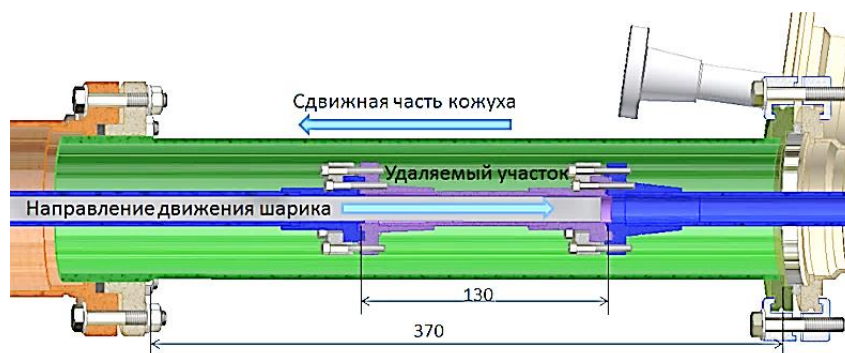 Сдвижная часть кожуха
Удаляемый участок
Направление движения шарика
130
370